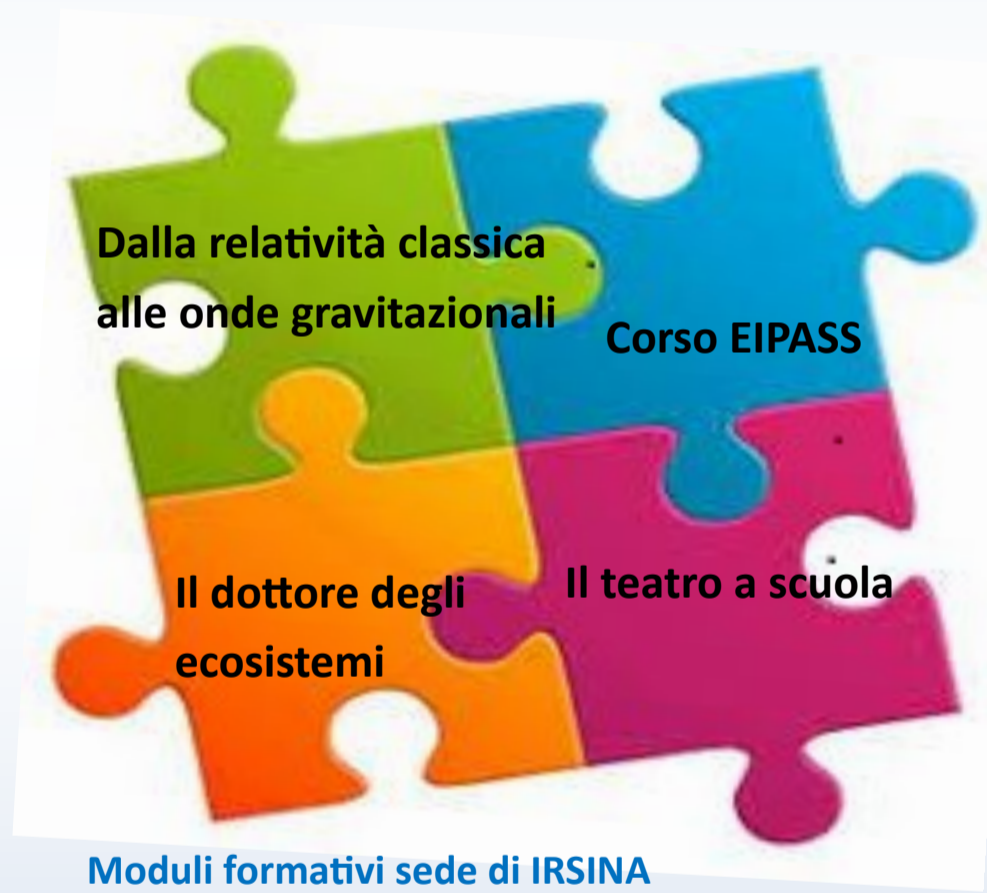 Dalla relatività classica
alle onde gravitazionali
Corso EIPASS
Il dottore degli
ecosistemi
Il teatro a scuola
Moduli formativi sede di IRSINA